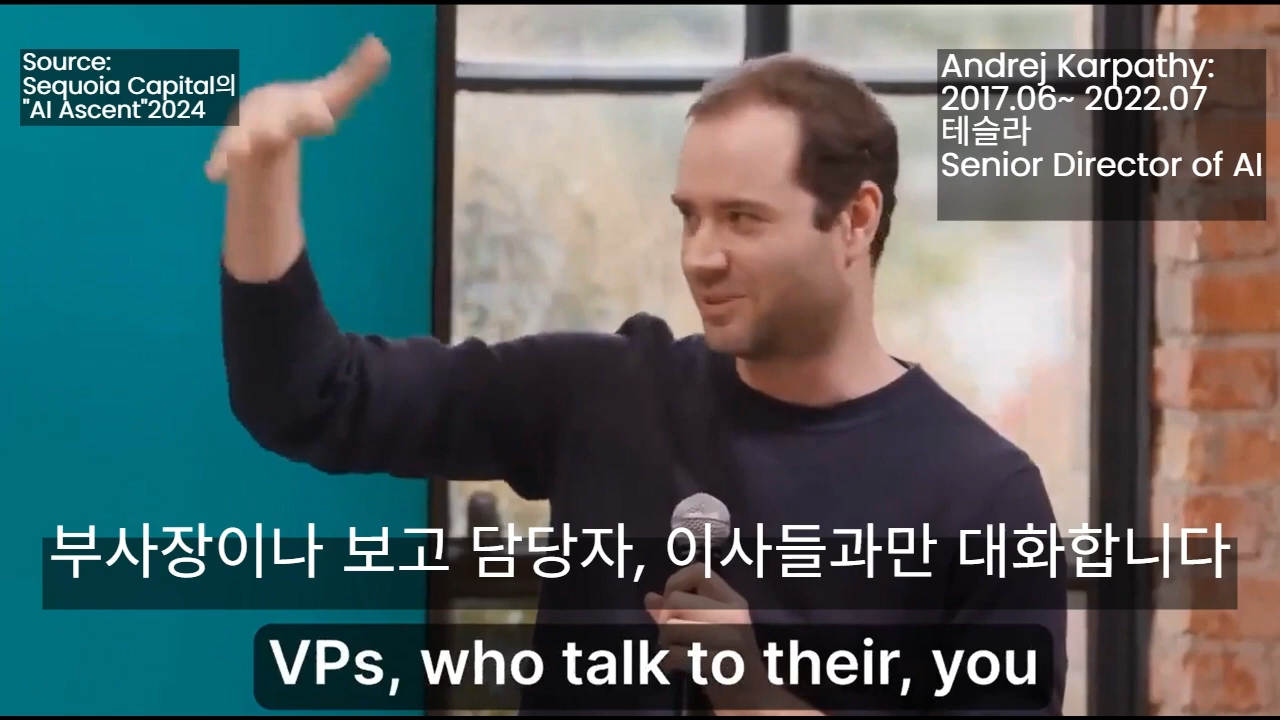 Source:
Sequoia Capital의
"AI Ascent"2024
Andrej Karpathy:
2017.06~ 2022.07
테슬라
Senior Director of AI
부사장이나 보고 담당자, 이사들과만 대화합니다
VPs, who talk to their, you